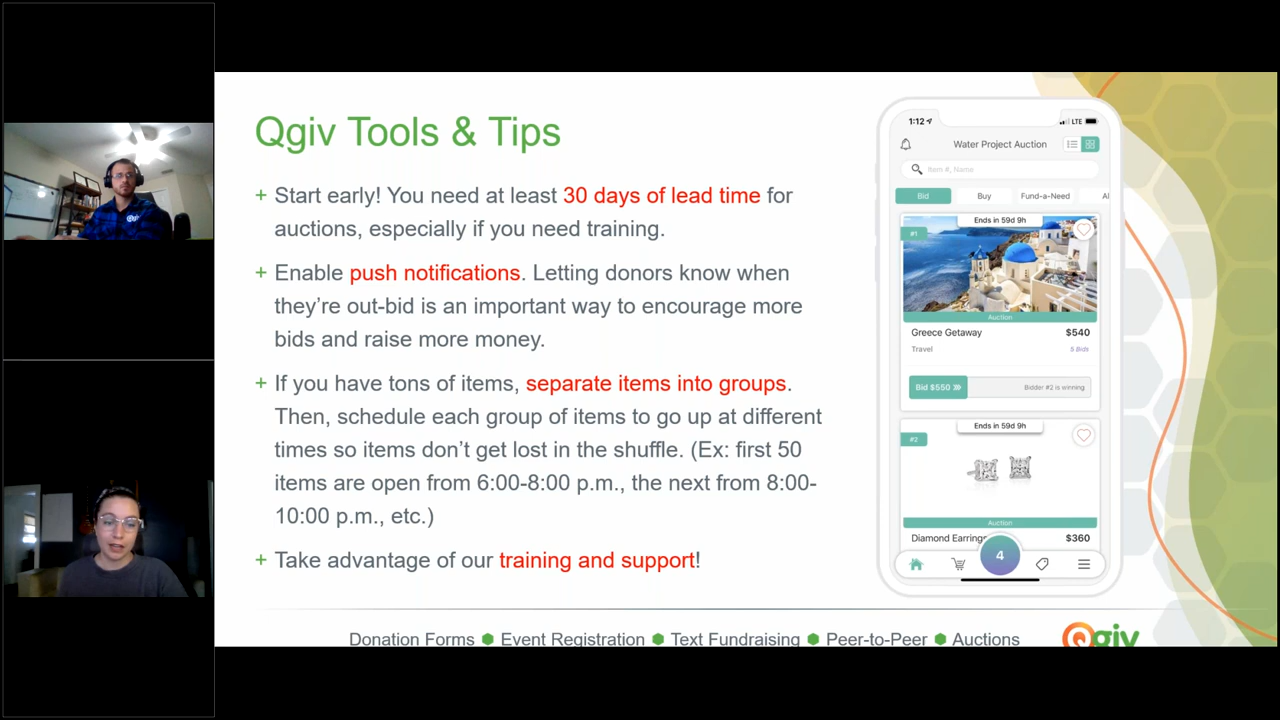 Qgiv Tools & Tips
+ Start early! You need at least 30 days of lead time for
auctions, especially if you need training.
+ Enable push notifications. Letting donors know when
they’re out-bid is an important way to encourage more
bids and raise more money.
+ If you have tons of items, separate items into groups.
Then, schedule each group of items to go up at different
times so items don’t get lost in the shuffle. (Ex: first 50
items are open from 6:00-8:00 p.m., the next from 8:00-
10:00 p.m., etc.)
+ Take advantage of our training and support!
1:12 LTE
Water Project Auction
Item #, Name
Bid Buy Fund-a-Need Al
Ends in 59d 9h
#1
Auction
Greece Getaway $540
Travel 5 Bids
Bid $550 Bidder #2 is winning
Ends in 59d 9h
#2
Auction
Diamond Earrings $360
4
Donation Forms Event Registration Text Fundraising Peer-to-Peer Auctions
Qgiv